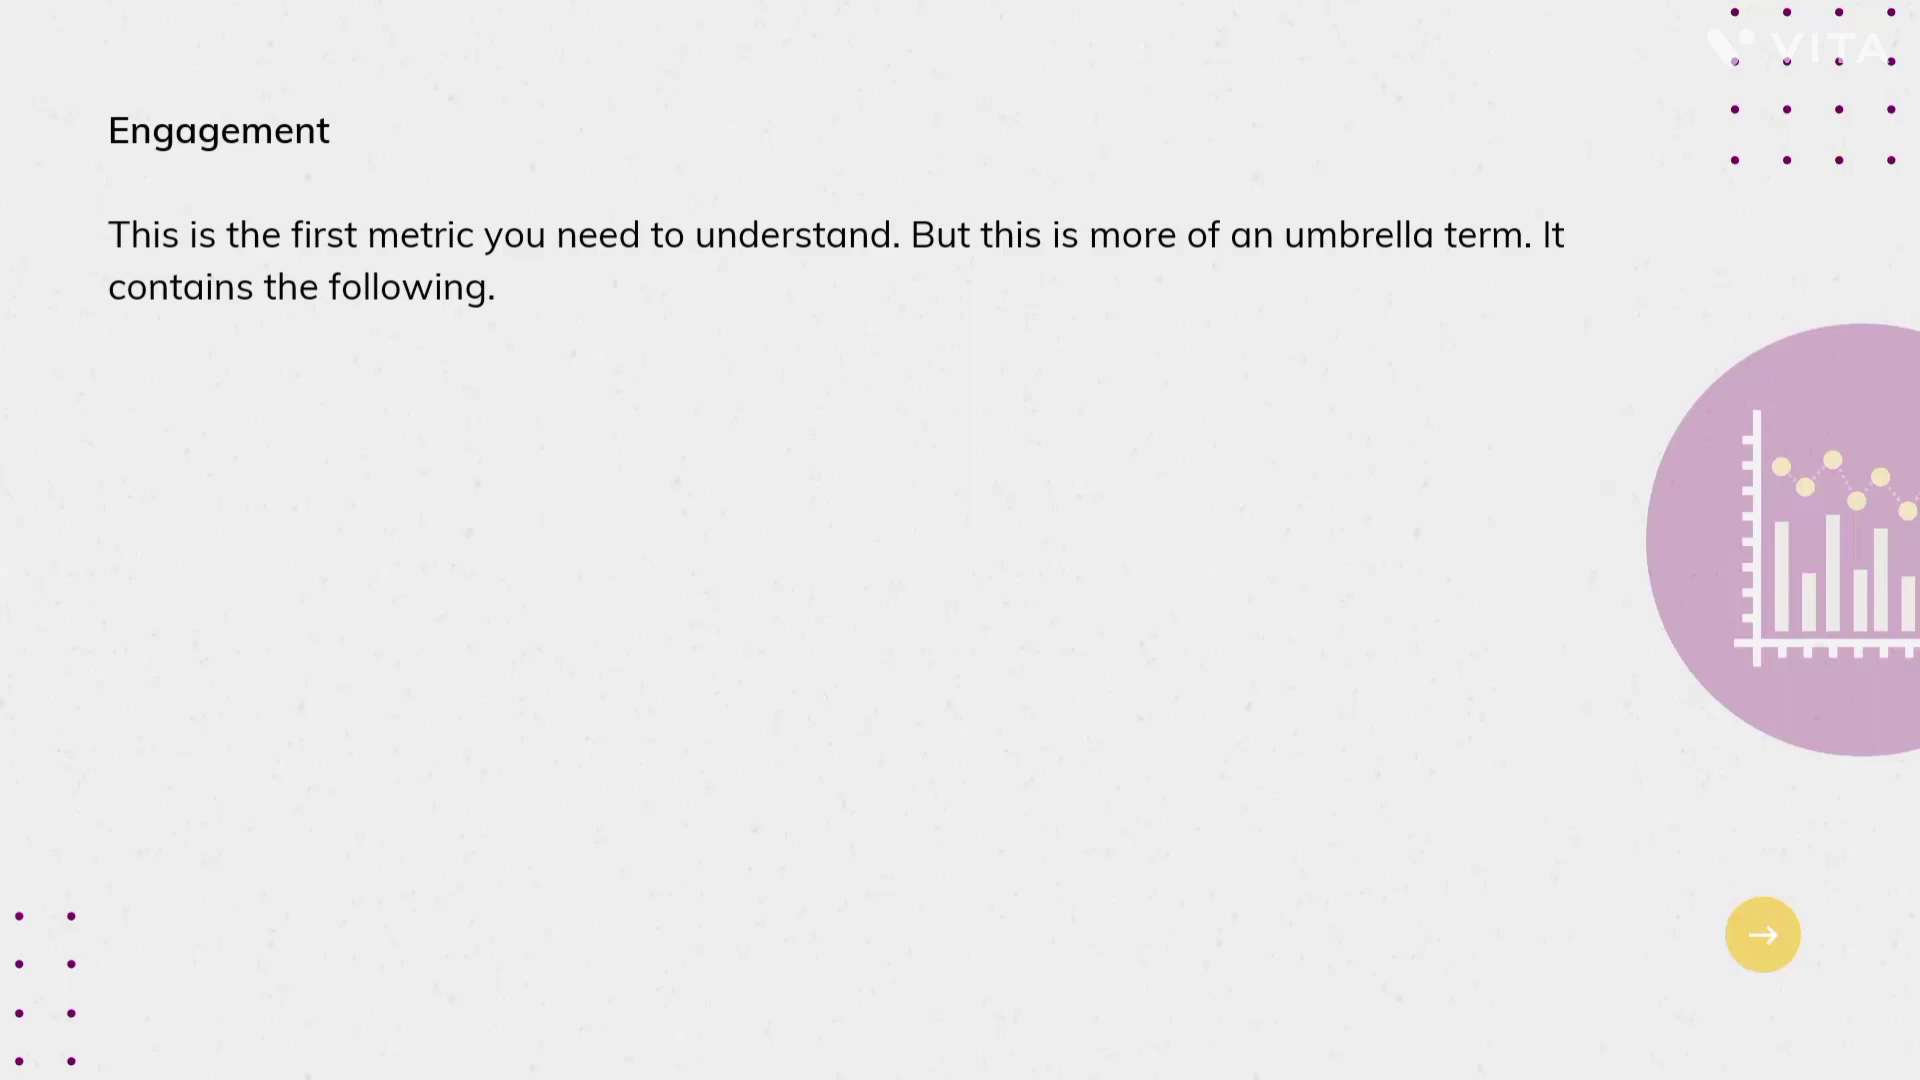 VITA
Engagement
This is the first metric you need to understand. But this is more of an umbrella term. It
contains the following.